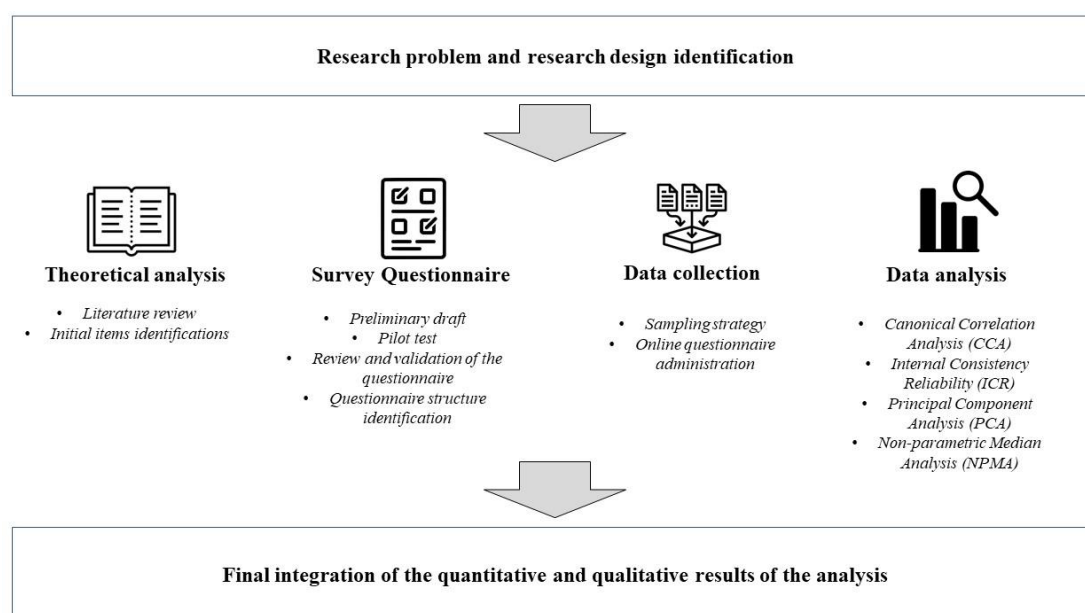 Research problem and research design identification
Theoretical analysis
• Literature review
• Initial items identifications
Survey Questionnaire
• Preliminary draft
• Pilot test
• Review and validation of the
questionnaire
• Questionnaire structure
identification
Data collection
• Sampling strategy
• Online questionnaire
administration
Data analysis
• Canonical Correlation
Analysis (CCA)
• Internal Consistency
Reliability (ICR)
• Principal Component
Analysis (PCA)
• Non-parametric Median
Analysis (NPMA)
Final integration of the quantitative and qualitative results of the analysis